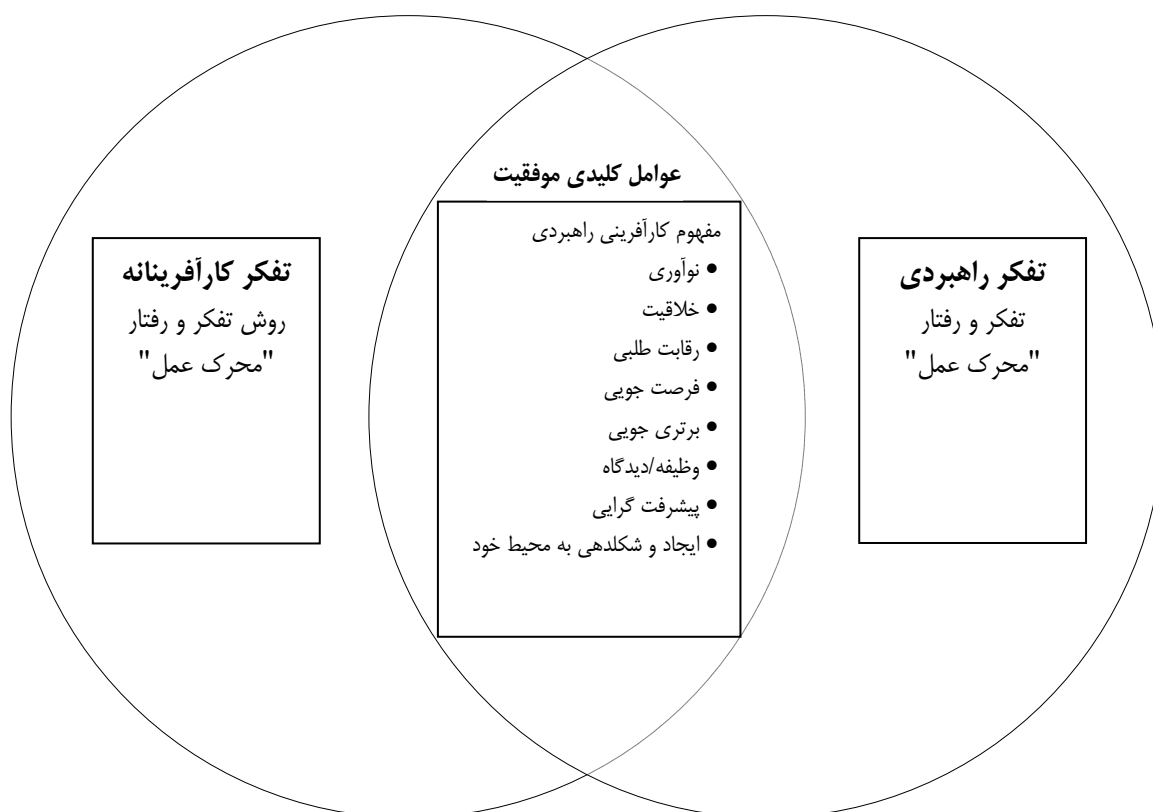 عوامل کلیدی موفقیت
تفکر راهبردی
تفکر و رفتار
"محرک عمل"
مفهوم کارآفرینی راهبردی
• نوآوری
• خلاقیت
• رقابت طلبی
• فرصت جویی
• برتری جویی
• وظیفه/دیدگاه
• پیشرفت گرایی
• ایجاد و شکلدهی به محیط خود
تفکر کارآفرینانه
روش تفکر و رفتار
"محرک عمل"